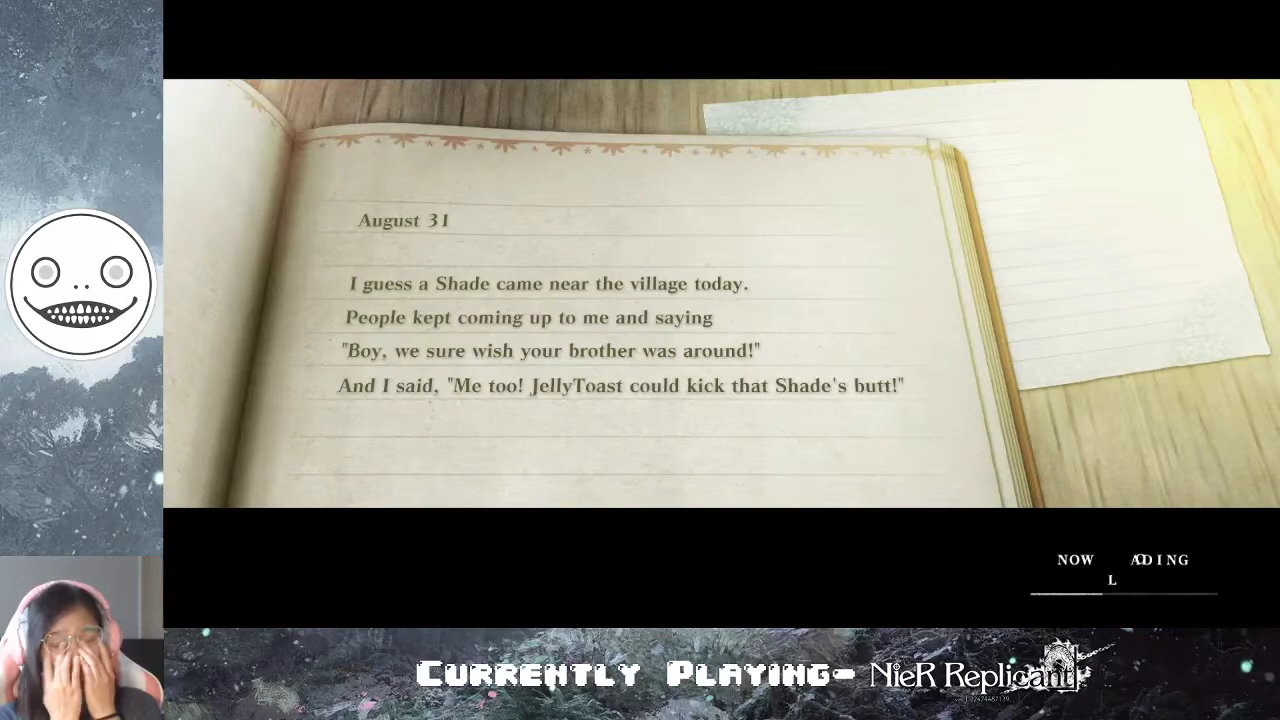 August 31
I guess a Shade came near the village today.
People kept coming up to me and saying
"Boy, we sure wish your brother was around!"
And I said, "Me too! JellyToast could kick that Shade's butt!"
NOW LOADING
CURRENTLY PLAYING- NieR Replicant